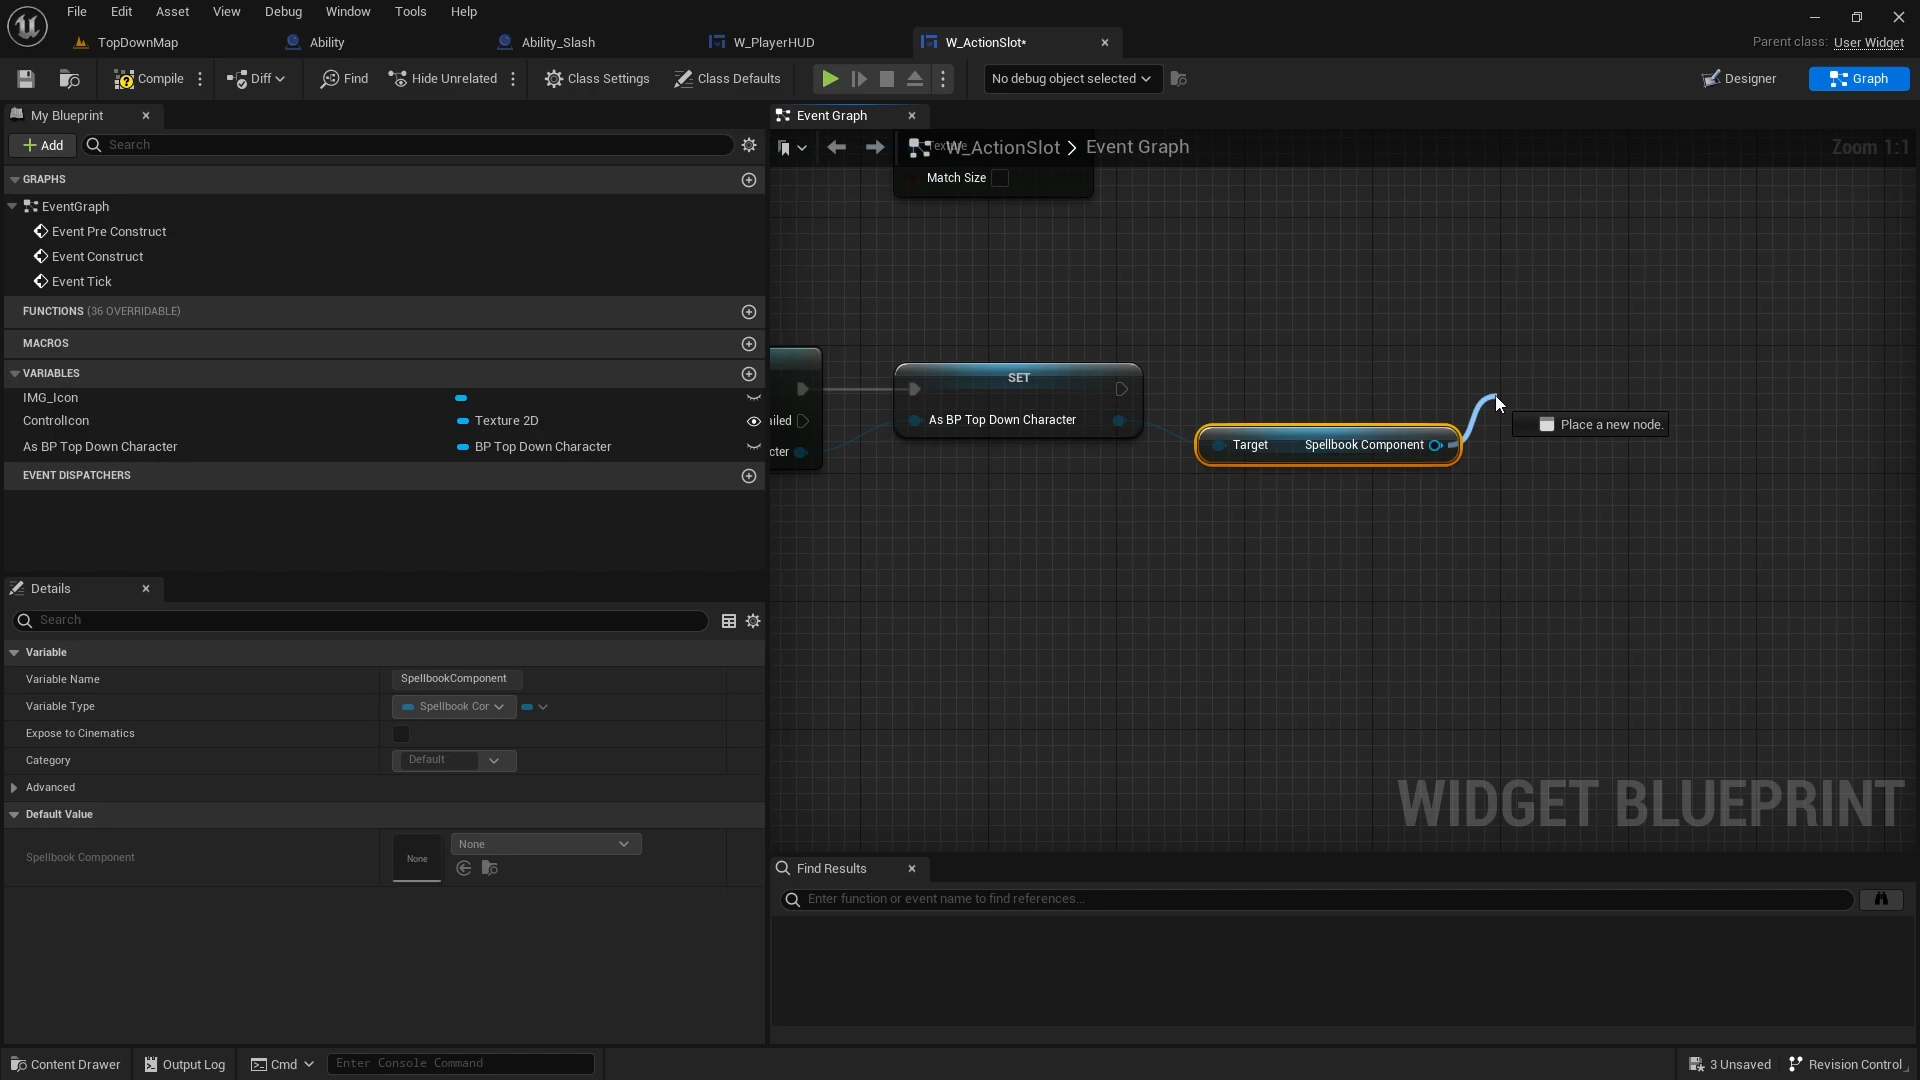 File Edit Asset View Debug Window Tools Help
TopDownMap Ability Ability_Slash W_PlayerHUD W_ActionSlot*
Parent class: User Widget
Compile Diff Find Hide Unrelated Class Settings Class Defaults No debug object selected Designer Graph
My Blueprint
Event Graph
Add Search
W_ActionSlot > Event Graph
Zoom 1:1
Texture
Match Size
GRAPHS
EventGraph
Event Pre Construct
Event Construct
Event Tick
FUNCTIONS (36 OVERRIDABLE)
MACROS
VARIABLES
IMG_Icon
ControlIcon Texture 2D
As BP Top Down Character BP Top Down Character
EVENT DISPATCHERS
SET
ailed
As BP Top Down Character
cter
Target Spellbook Component
Place a new node.
Details
Search
Variable
Variable Name SpellbookComponent
Variable Type Spellbook Cor
Expose to Cinematics
Category Default
Advanced
Default Value
Spellbook Component None None
WIDGET BLUEPRINT
Find Results
Enter function or event name to find references...
Content Drawer Output Log Cmd Enter Console Command 3 Unsaved Revision Control